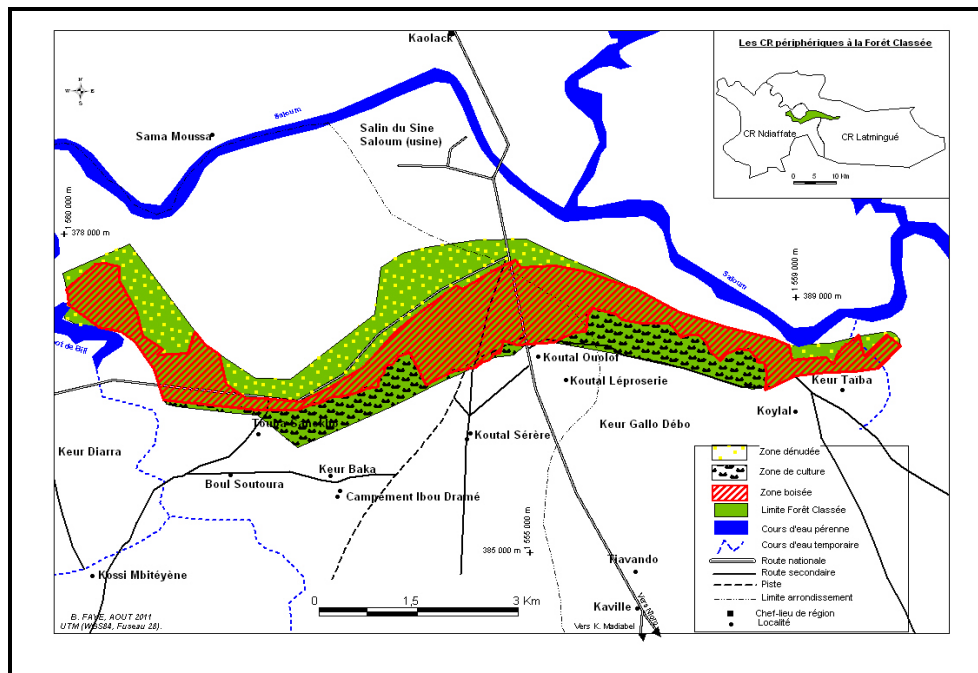 Kaolack
Les CR périphériques à la Forêt Classée
CR Ndiaffate
CR Latmingué
0 5 10 Km
N
W E
S
Sama Moussa
Saloum
Salin du Sine
Saloum (usine)
1 560 000 m
378 000 m
Saloum
1 559 000 m
389 000 m
Koutal Ouolof
Koutal Léproserie
Keur Taïba
Koylal
Keur Gallo Débo
Koutal Sérère
Keur Diarra
Keur Baka
Boul Soutoura
Campement Ibou Dramé
385 000 m
1 555 000 m
Kossi Mbitéyène
Tiavando
Kaville
0 1,5 3 Km
B. FAYE, AOUT 2011
UTM (WGS84, Fuseau 28).
Vers K. Madiabel
Vers
Zone dénudée
Zone de culture
Zone boisée
Limite Forêt Classée
Cours d'eau pérenne
Cours d'eau temporaire
Route nationale
Route secondaire
Piste
Limite arrondissement
Chef-lieu de région
Localité